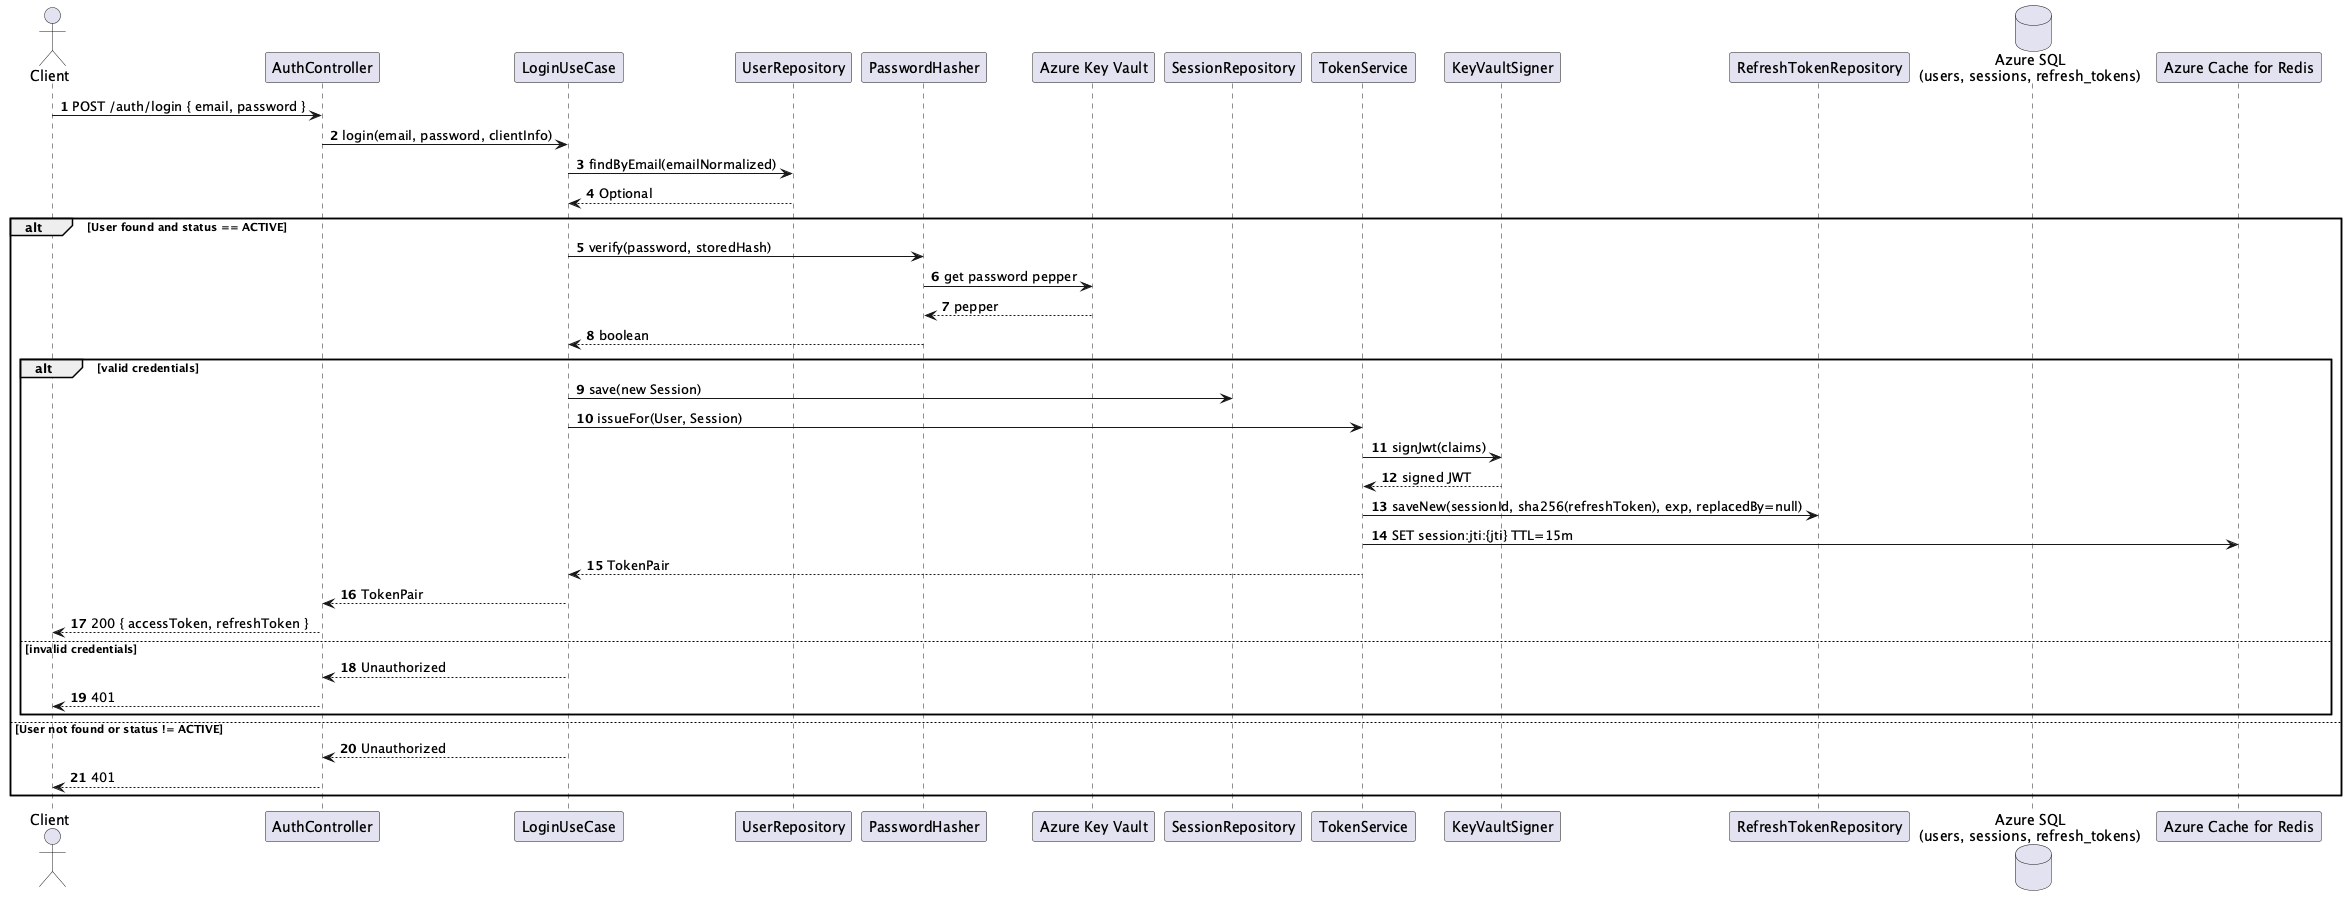 Client
AuthController
LoginUseCase
UserRepository
PasswordHasher
Azure Key Vault
SessionRepository
TokenService
KeyVaultSigner
RefreshTokenRepository
Azure SQL
(users, sessions, refresh_tokens)
Azure Cache for Redis
1 POST /auth/login { email, password }
2 login(email, password, clientInfo)
3 findByEmail(emailNormalized)
4 Optional
alt [User found and status == ACTIVE]
5 verify(password, storedHash)
6 get password pepper
7 pepper
8 boolean
alt [valid credentials]
9 save(new Session)
10 issueFor(User, Session)
11 signJwt(claims)
12 signed JWT
13 saveNew(sessionId, sha256(refreshToken), exp, replacedBy=null)
14 SET session:jti:{jti} TTL=15m
15 TokenPair
16 TokenPair
17 200 { accessToken, refreshToken }
[invalid credentials]
18 Unauthorized
19 401
[User not found or status != ACTIVE]
20 Unauthorized
21 401
Client
AuthController
LoginUseCase
UserRepository
PasswordHasher
Azure Key Vault
SessionRepository
TokenService
KeyVaultSigner
RefreshTokenRepository
Azure SQL
(users, sessions, refresh_tokens)
Azure Cache for Redis